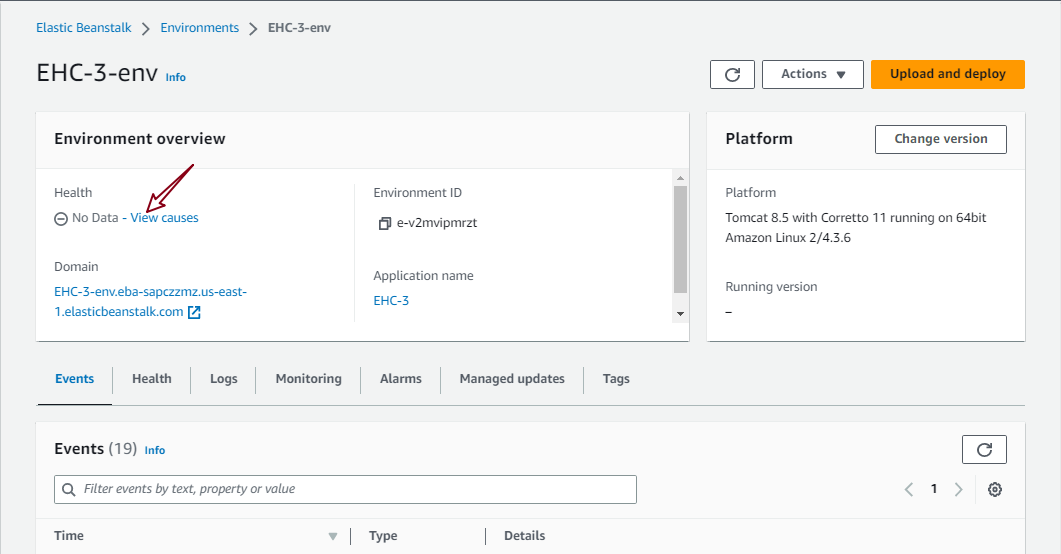 Elastic Beanstalk > Environments > EHC-3-env
EHC-3-env Info
Actions
Upload and deploy
Environment overview
Health
No Data - View causes
Domain
EHC-3-env.eba-sapczzmz.us-east-
1.elasticbeanstalk.com
Environment ID
e-v2mvipmrzt
Application name
EHC-3
Platform
Change version
Platform
Tomcat 8.5 with Corretto 11 running on 64bit
Amazon Linux 2/4.3.6
Running version
–
Events
Health
Logs
Monitoring
Alarms
Managed updates
Tags
Events (19) Info
Filter events by text, property or value
1
Time
Type
Details